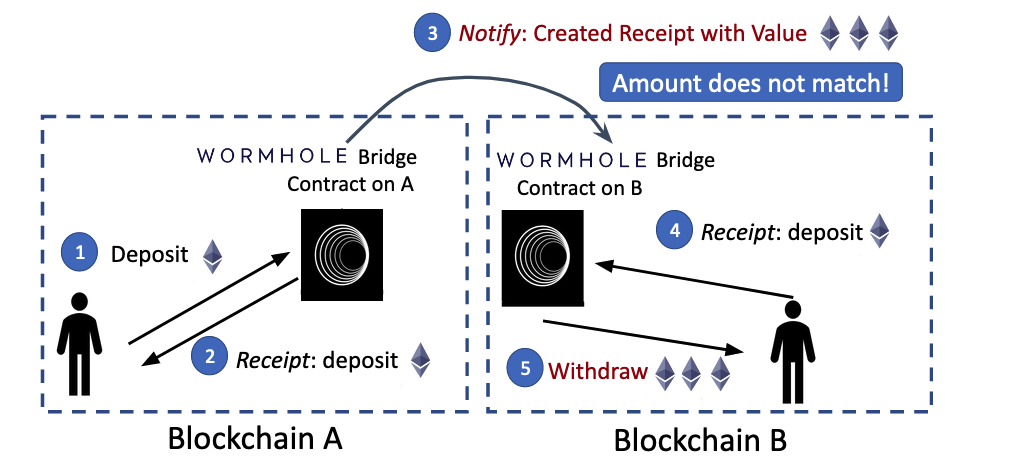 3 Notify: Created Receipt with Value
Amount does not match!
WORMHOLE Bridge
Contract on A
1 Deposit
2 Receipt: deposit
Blockchain A
WORMHOLE Bridge
Contract on B
4 Receipt: deposit
5 Withdraw
Blockchain B